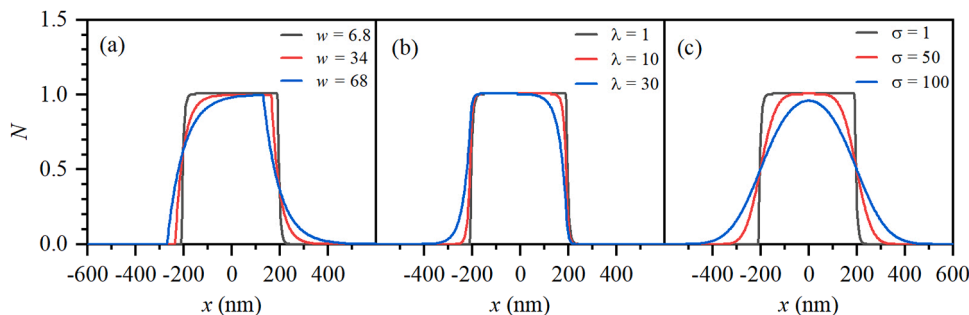 1.5
1.0
0.5
0.0
N
(a)
w = 6.8
w = 34
w = 68
(b)
λ = 1
λ = 10
λ = 30
(c)
σ = 1
σ = 50
σ = 100
-600 -400 -200 0 200 400
-400 -200 0 200 400
-400 -200 0 200 400 600
x (nm)
x (nm)
x (nm)